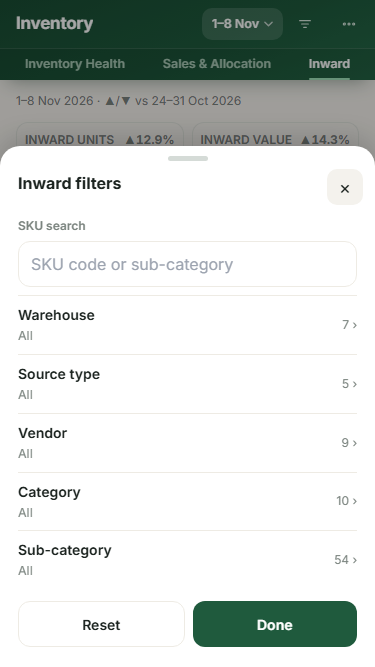 Inventory
1–8 Nov
Inventory Health
Sales & Allocation
Inward
1–8 Nov 2026 · ▲/▼ vs 24–31 Oct 2026
INWARD UNITS ▲12.9%
INWARD VALUE ▲14.3%
Inward filters
×
SKU search
SKU code or sub-category
Warehouse
All
7 ›
Source type
All
5 ›
Vendor
All
9 ›
Category
All
10 ›
Sub-category
All
54 ›
Reset
Done